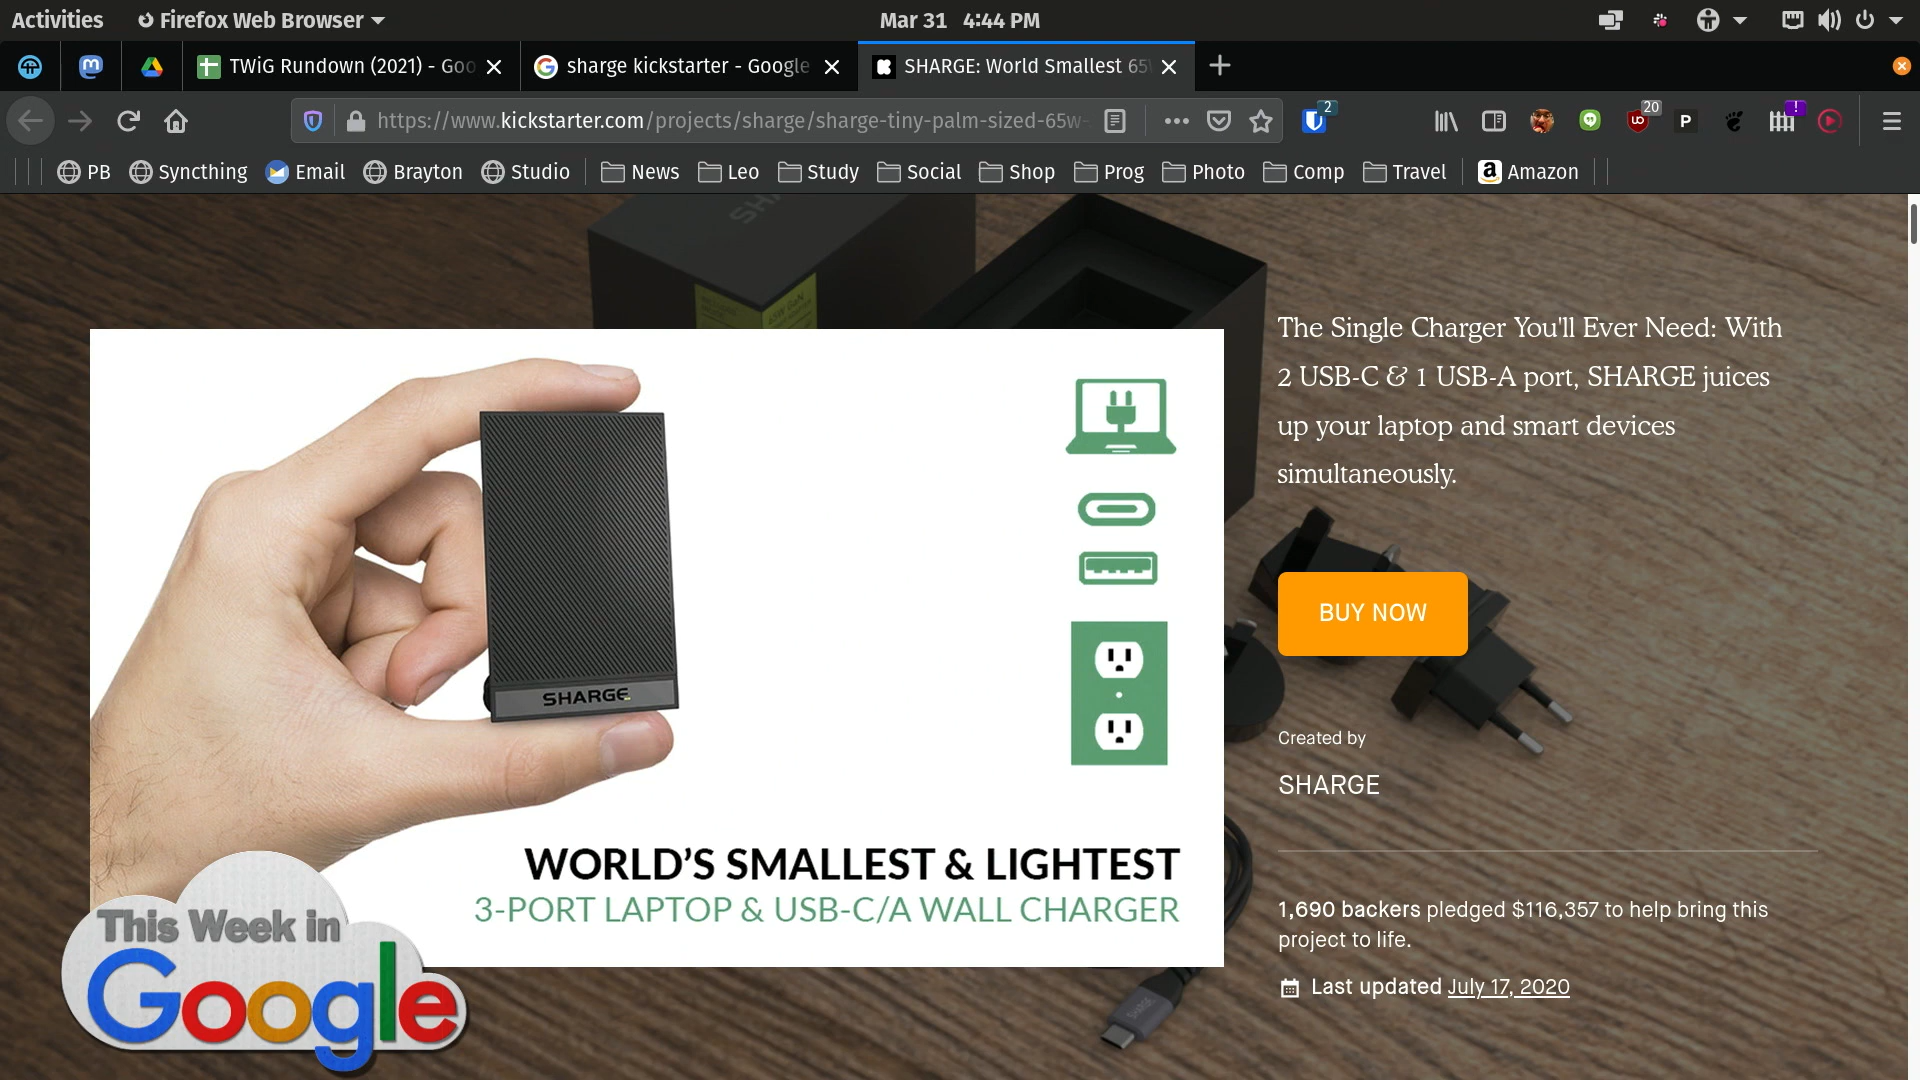 Activities
Firefox Web Browser
Mar 31 4:44 PM
TWiG Rundown (2021) - Goo
sharge kickstarter - Google
SHARGE: World Smallest 65
https://www.kickstarter.com/projects/sharge/sharge-tiny-palm-sized-65w-
2
20
!
P
PB
Syncthing
Email
Brayton
Studio
News
Leo
Study
Social
Shop
Prog
Photo
Comp
Travel
Amazon
The Single Charger You'll Ever Need: With
2 USB-C & 1 USB-A port, SHARGE juices
up your laptop and smart devices
simultaneously.
BUY NOW
SHARGE
Created by
SHARGE
WORLD'S SMALLEST & LIGHTEST
3-PORT LAPTOP & USB-C/A WALL CHARGER
1,690 backers pledged $116,357 to help bring this
project to life.
Last updated July 17, 2020
This Week in
Google
SHARGE